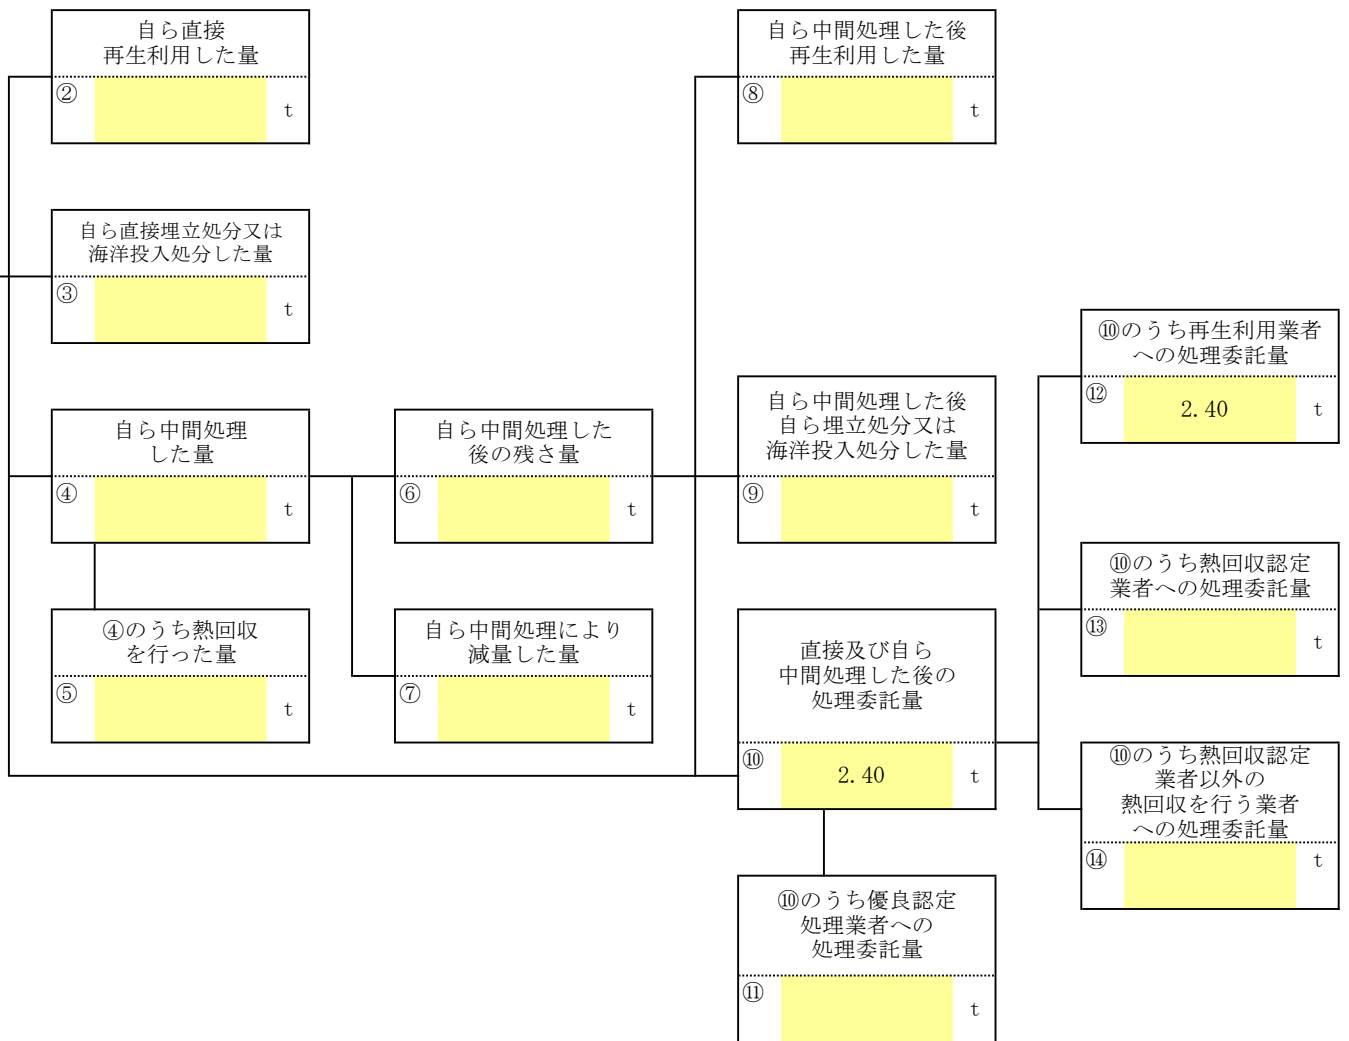 自ら直接
再生利用した量
②
t
自ら中間処理した後
再生利用した量
⑧
t
自ら直接埋立処分又は
海洋投入処分した量
③
t
⑩のうち再生利用業者
への処理委託量
⑫
2.40
t
自ら中間処理
した量
④
t
自ら中間処理した
後の残さ量
⑥
t
自ら中間処理した後
自ら埋立処分又は
海洋投入処分した量
⑨
t
⑩のうち熱回収認定
業者への処理委託量
⑬
t
④のうち熱回収
を行った量
⑤
t
自ら中間処理により
減量した量
⑦
t
直接及び自ら
中間処理した後の
処理委託量
⑩
2.40
t
⑩のうち熱回収認定
業者以外の
熱回収を行う業者
への処理委託量
⑭
t
⑩のうち優良認定
処理業者への
処理委託量
⑪
t